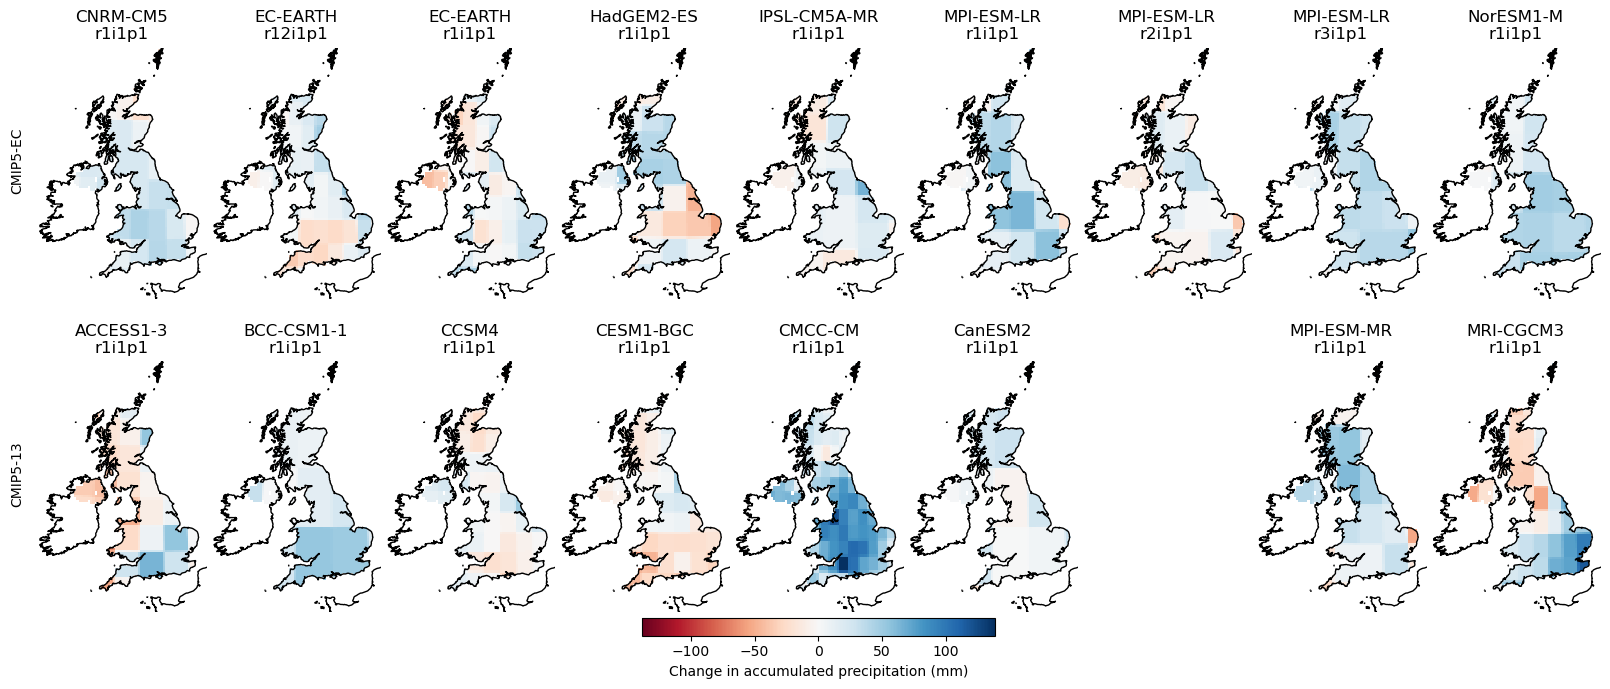 CNRM-CM5 EC-EARTH EC-EARTH HadGEM2-ES IPSL-CM5A-MR MPI-ESM-LR MPI-ESM-LR MPI-ESM-LR NorESM1-M
r1i1p1 r12i1p1 r1i1p1 r1i1p1 r1i1p1 r1i1p1 r2i1p1 r3i1p1 r1i1p1
CMIP5-EC
ACCESS1-3 BCC-CSM1-1 CCSM4 CESM1-BGC CMCC-CM CanESM2 MPI-ESM-MR MRI-CGCM3
r1i1p1 r1i1p1 r1i1p1 r1i1p1 r1i1p1 r1i1p1 r1i1p1 r1i1p1
CMIP5-13
−100 −50 0 50 100
Change in accumulated precipitation (mm)